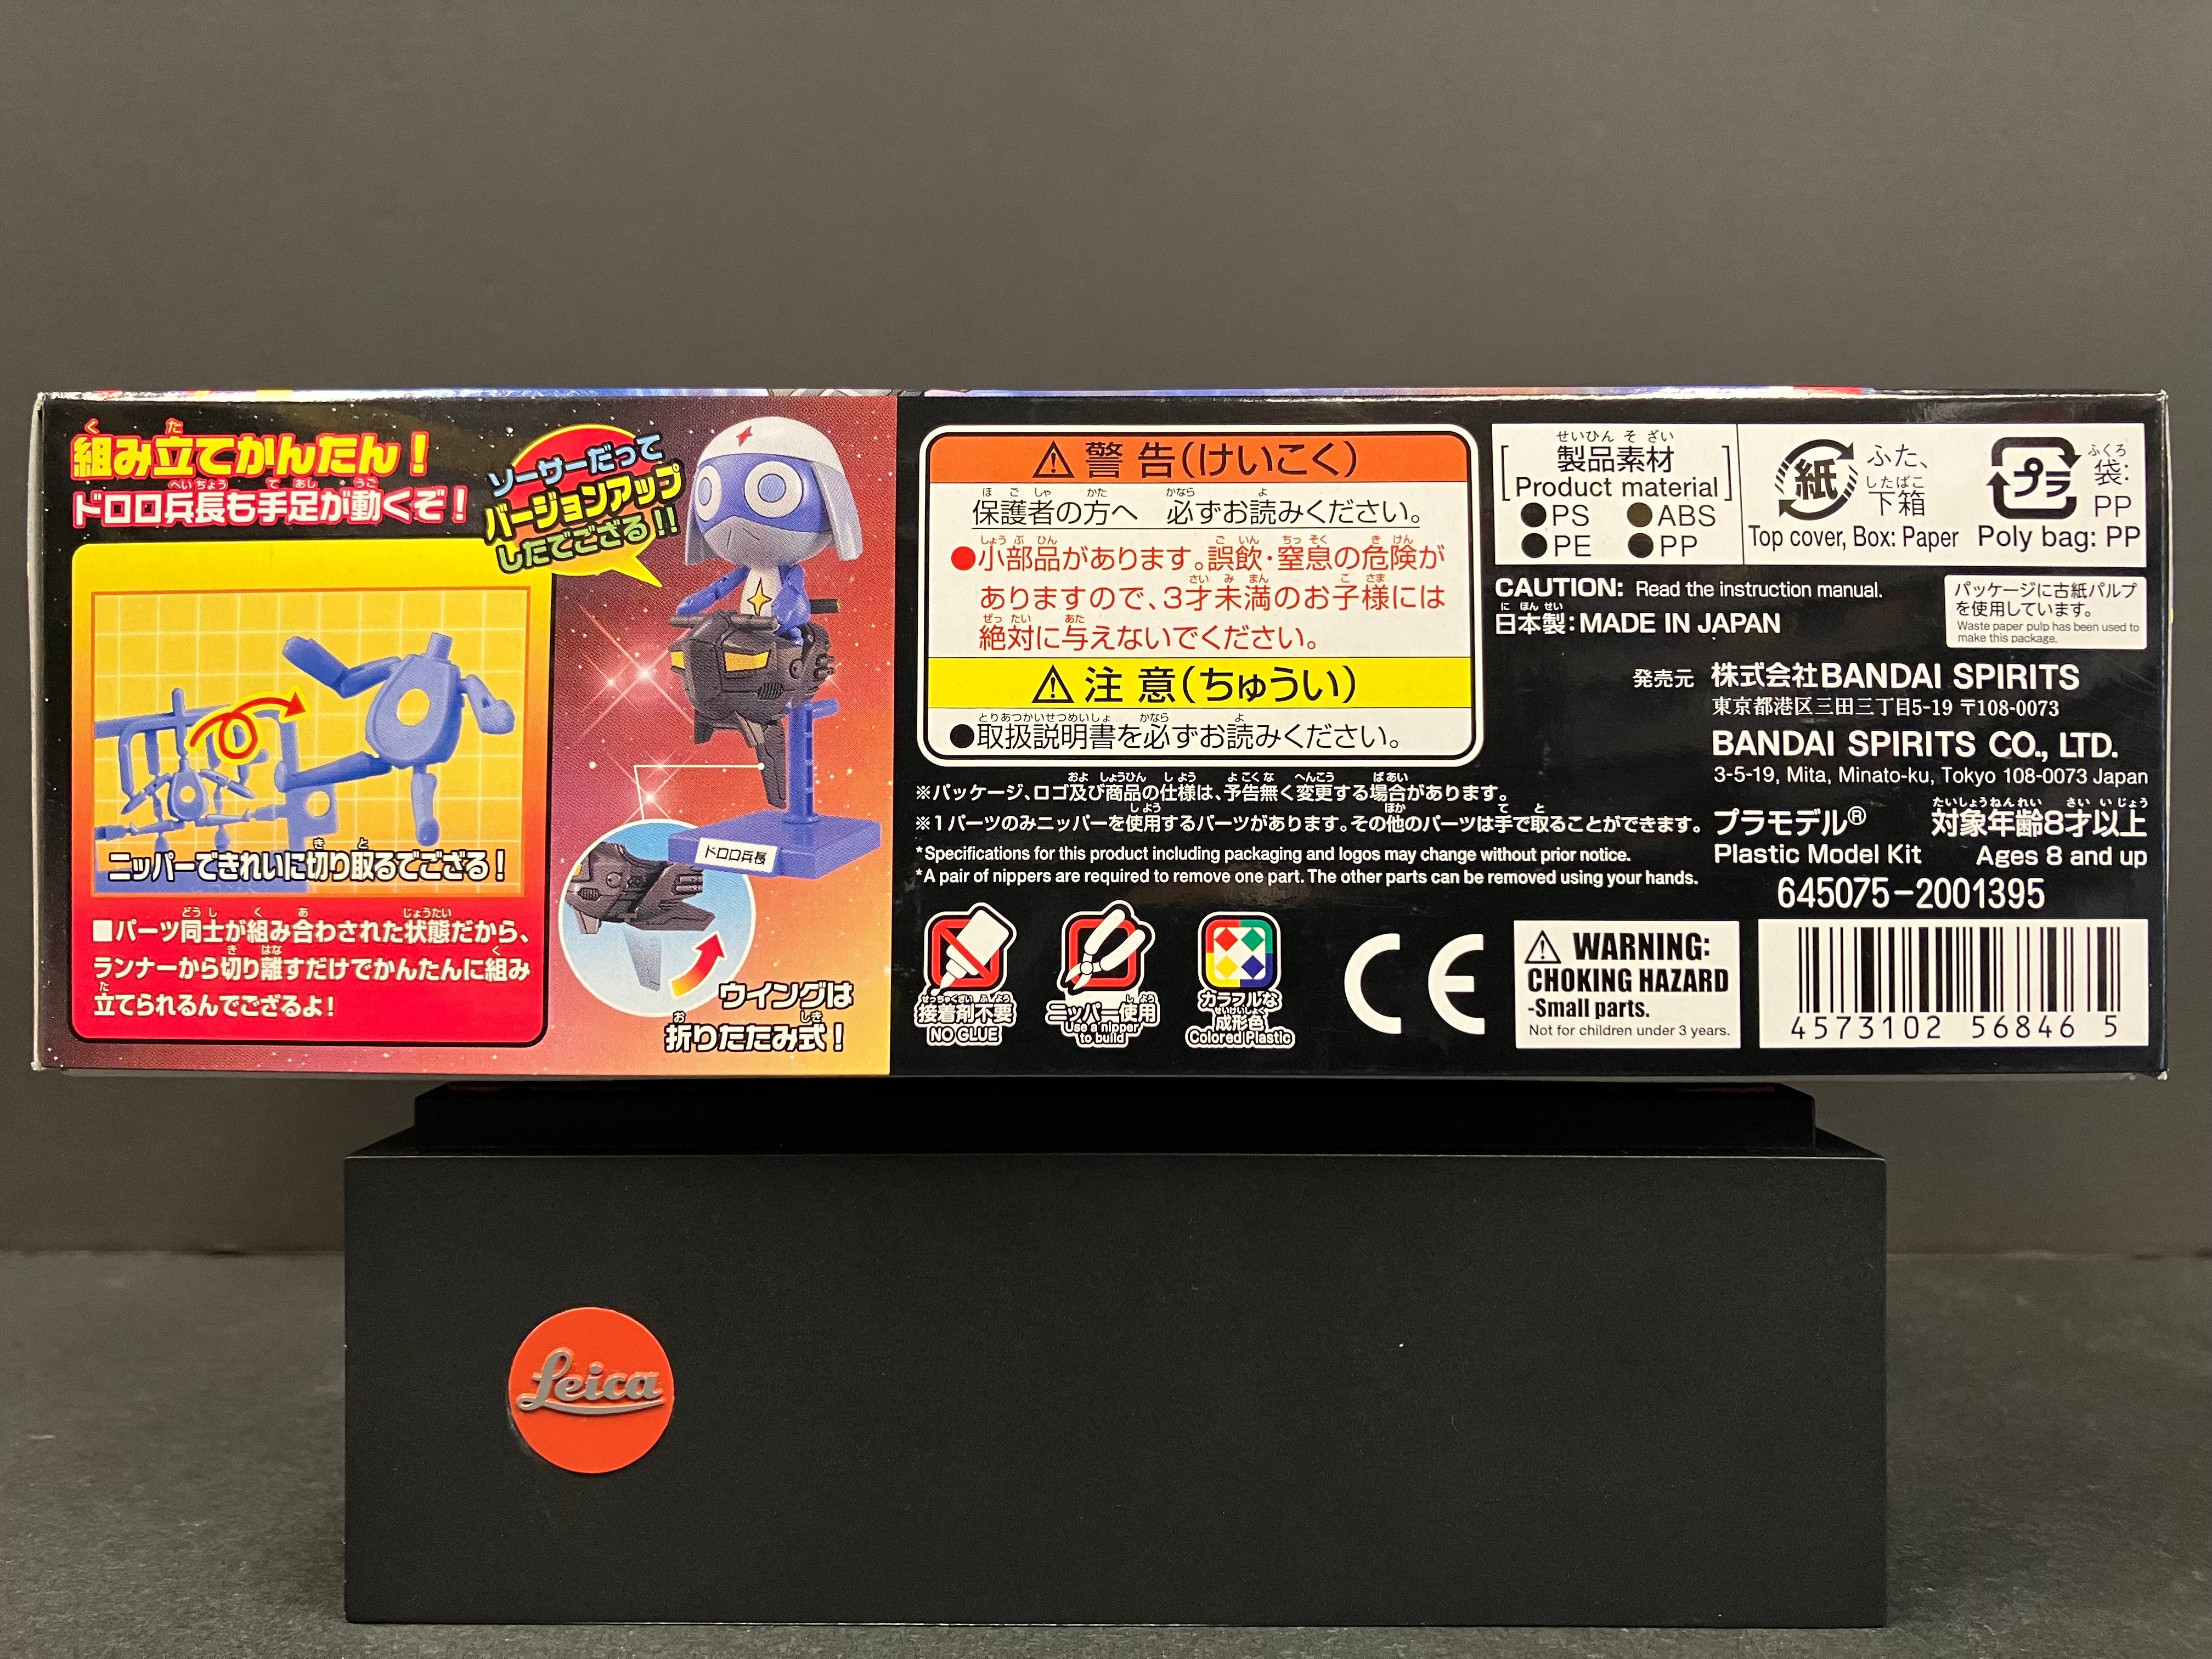 組み立てかんたん！
ドロロ兵長も手足が動くぞ！
ソーサーだって
バージョンアップ
したでござる!!
ニッパーできれいに切り取るでござる！
■パーツ同士が組み合わされた状態だから、
ランナーから切り離すだけでかんたんに組み
立てられるんでござるよ！
ドロロ兵長
ウイングは
折りたたみ式！
⚠警告(けいこく)
保護者の方へ 必ずお読みください。
●小部品があります。誤飲・窒息の危険が
ありますので、3才未満のお子様には
絶対に与えないでください。
⚠注意(ちゅうい)
●取扱説明書を必ずお読みください。
※パッケージ、ロゴ及び商品の仕様は、予告無く変更する場合があります。
※1パーツのみニッパーを使用するパーツがあります。その他のパーツは手で取ることができます。
*Specifications for this product including packaging and logos may change without prior notice.
*A pair of nippers are required to remove one part. The other parts can be removed using your hands.
接着剤不要
NO GLUE
ニッパー使用
Use a nipper
to build
カラフルな
成形色
Colored Plastic
CE
せいひんそざい
製品素材
Product material
●PS ●ABS
●PE ●PP
紙
ふた、
したばこ
下箱
Top cover, Box: Paper
プラ
ふくろ
袋:
PP
Poly bag: PP
CAUTION: Read the instruction manual.
にほんせい
日本製:MADE IN JAPAN
パッケージに古紙パルプ
を使用しています。
Waste paper pulp has been used to
make this package.
発売元 株式会社BANDAI SPIRITS
東京都港区三田三丁目5-19 〒108-0073
BANDAI SPIRITS CO., LTD.
3-5-19, Mita, Minato-ku, Tokyo 108-0073 Japan
プラモデル® 対象年齢8才以上
Plastic Model Kit Ages 8 and up
645075-2001395
⚠ WARNING:
CHOKING HAZARD
-Small parts.
Not for children under 3 years.
4573102 56846 5
Leica